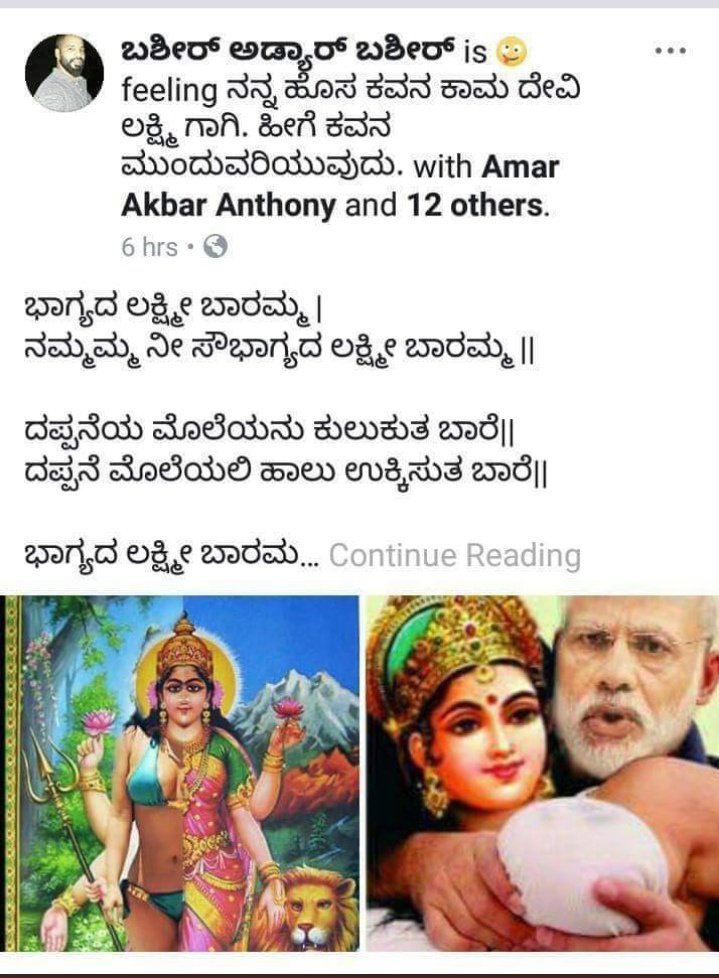 ಬಶೀರ್ ಅಡ್ಯಾರ್ ಬಶೀರ್ is 🤪
feeling ನನ್ನ ಹೊಸ ಕವನ ಕಾಮ ದೇವಿ
ಲಕ್ಷ್ಮಿ ಗಾಗಿ. ಹೀಗೆ ಕವನ
ಮುಂದುವರಿಯುವುದು. with Amar
Akbar Anthony and 12 others.
6 hrs •
ಭಾಗ್ಯದ ಲಕ್ಷ್ಮೀ ಬಾರಮ್ಮ |
ನಮ್ಮಮ್ಮ ನೀ ಸೌಭಾಗ್ಯದ ಲಕ್ಷ್ಮೀ ಬಾರಮ್ಮ ||
ದಪ್ಪನೆಯ ಮೊಲೆಯನು ಕುಲುಕುತ ಬಾರೆ||
ದಪ್ಪನೆ ಮೊಲೆಯಲಿ ಹಾಲು ಉಕ್ಕಿಸುತ ಬಾರೆ||
ಭಾಗ್ಯದ ಲಕ್ಷ್ಮೀ ಬಾರಮ... Continue Reading